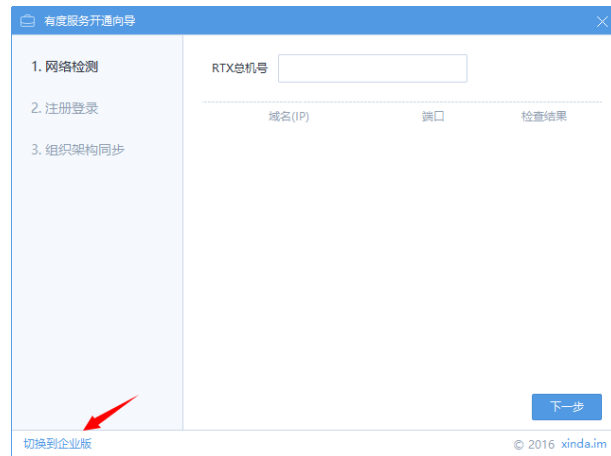 有度服务开通向导
1. 网络检测
RTX总机号
2. 注册登录
域名(IP) 端口 检查结果
3. 组织架构同步
下一步
切换到企业版 © 2016 xinda.im